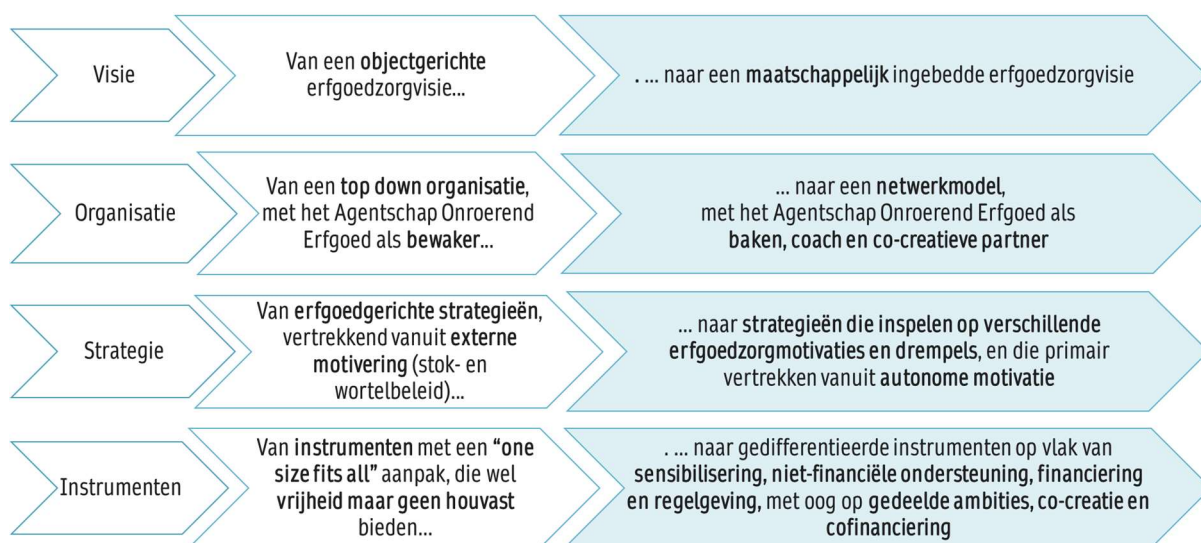 Visie
Van een objectgerichte
erfgoedzorgvisie...
. ... naar een maatschappelijk ingebedde erfgoedzorgvisie
Organisatie
Van een top down organisatie,
met het Agentschap Onroerend
Erfgoed als bewaker...
... naar een netwerkmodel,
met het Agentschap Onroerend Erfgoed als
baken, coach en co-creatieve partner
Strategie
Van erfgoedgerichte strategieën,
vertrekkend vanuit externe
motivering (stok- en
wortelbeleid)...
... naar strategieën die inspelen op verschillende
erfgoedzorgmotivaties en drempels, en die primair
vertrekken vanuit autonome motivatie
Instrumenten
Van instrumenten met een “one
size fits all” aanpak, die wel
vrijheid maar geen houvast
bieden...
. ... naar gedifferentieerde instrumenten op vlak van
sensibilisering, niet-financiële ondersteuning, financiering
en regelgeving, met oog op gedeelde ambities, co-creatie en
cofinanciering